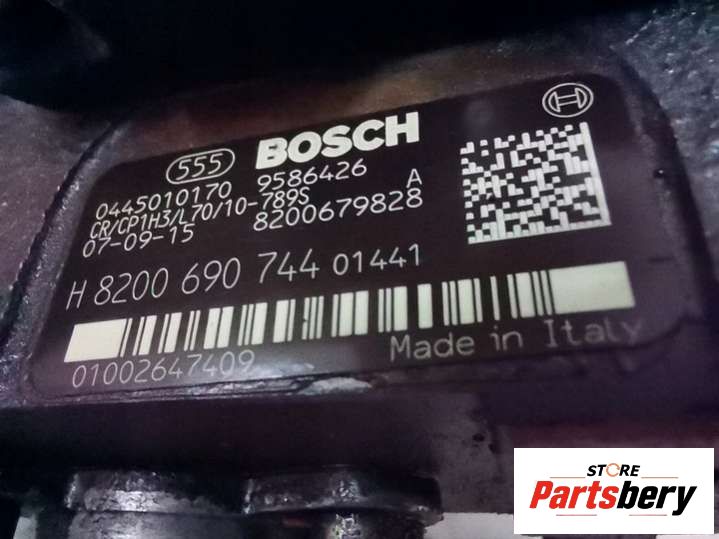 555 BOSCH
0445010170 9586426
CR/CP1H3/L70/10-789S A
07-09-15 8200679828
H 8200 690 744 01441
01002647409 Made in Italy
STORE
Partsbery